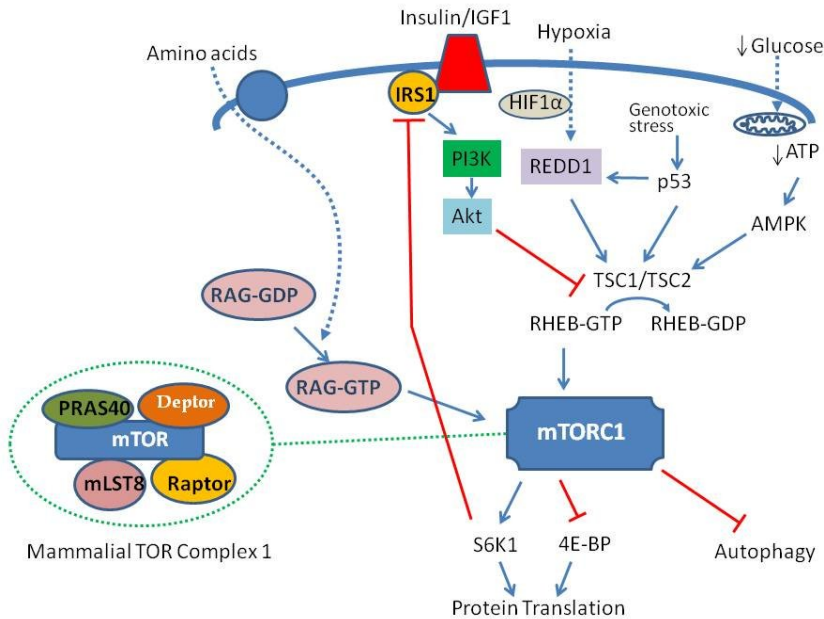 Insulin/IGF1
Amino acids
Hypoxia
↓ Glucose
IRS1
HIF1α
Genotoxic
stress
PI3K
REDD1
p53
↓ ATP
Akt
AMPK
TSC1/TSC2
RAG-GDP
RHEB-GTP
RHEB-GDP
RAG-GTP
PRAS40
Deptor
mTOR
mTORC1
mLST8
Raptor
S6K1
4E-BP
Autophagy
Mammalial TOR Complex 1
Protein Translation